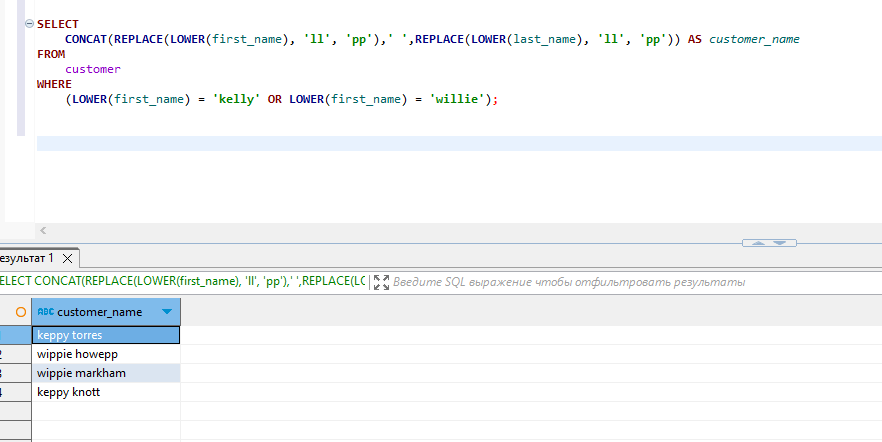 SELECT
CONCAT(REPLACE(LOWER(first_name), 'll', 'pp'),' ',REPLACE(LOWER(last_name), 'll', 'pp')) AS customer_name
FROM
customer
WHERE
(LOWER(first_name) = 'kelly' OR LOWER(first_name) = 'willie');
езультат 1
ELECT CONCAT(REPLACE(LOWER(first_name), 'll', 'pp'),' ',REPLACE(LO
Введите SQL выражение чтобы отфильтровать результаты
ABC customer_name
keppy torres
2 wippie howepp
3 wippie markham
4 keppy knott